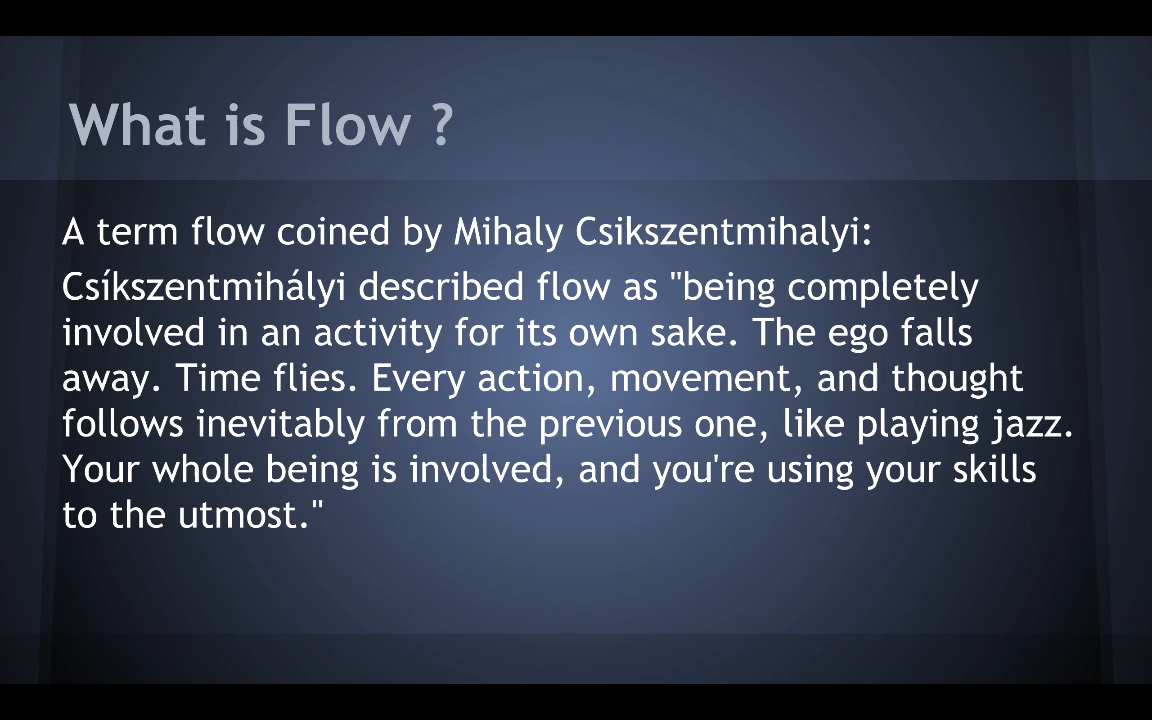 What is Flow ?
A term flow coined by Mihaly Csikszentmihalyi:
Csíkszentmihályi described flow as "being completely
involved in an activity for its own sake. The ego falls
away. Time flies. Every action, movement, and thought
follows inevitably from the previous one, like playing jazz.
Your whole being is involved, and you're using your skills
to the utmost."